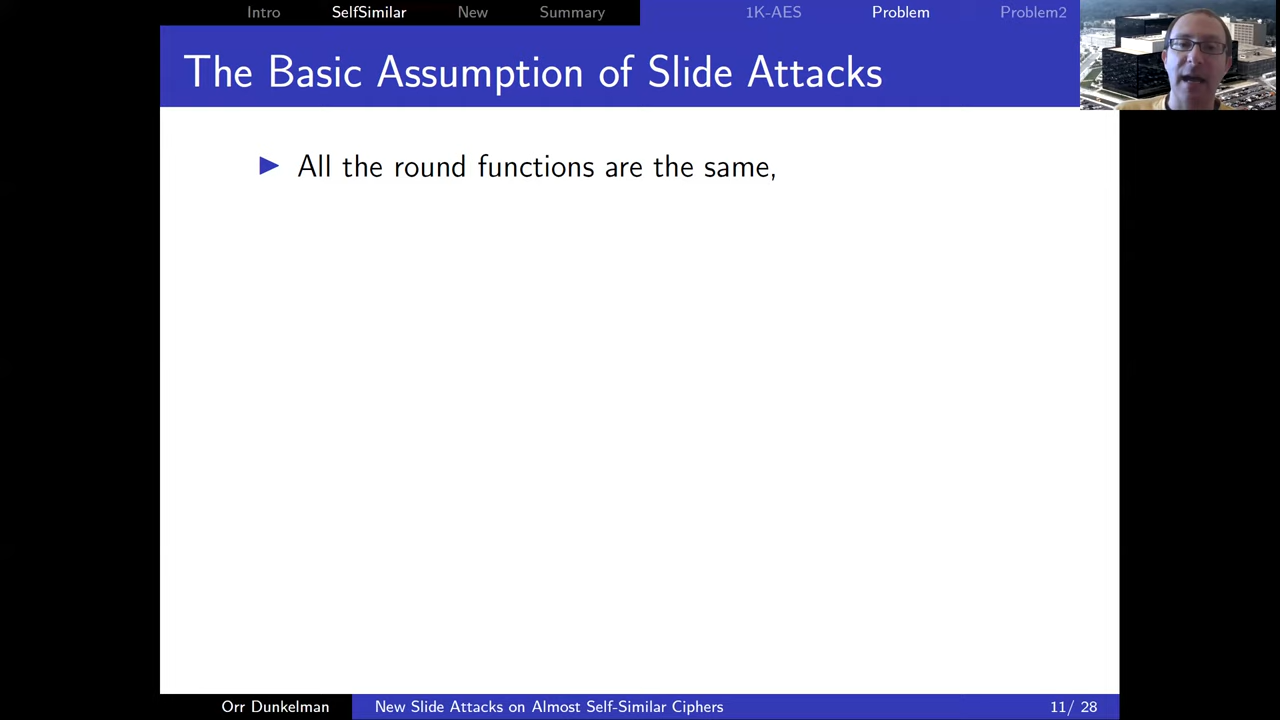 Intro SelfSimilar New Summary 1K-AES Problem Problem2
The Basic Assumption of Slide Attacks
All the round functions are the same,
Orr Dunkelman New Slide Attacks on Almost Self-Similar Ciphers 11/ 28